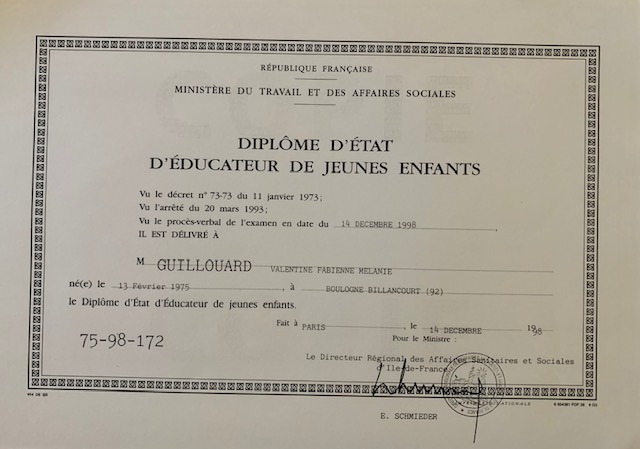 RÉPUBLIQUE FRANÇAISE
MINISTÈRE DU TRAVAIL ET DES AFFAIRES SOCIALES
DIPLÔME D'ÉTAT
D'ÉDUCATEUR DE JEUNES ENFANTS
Vu le décret n° 73-73 du 11 janvier 1973;
Vu l'arrêté du 20 mars 1993;
Vu le procès-verbal de l'examen en date du 14 DECEMBRE 1998
IL EST DÉLIVRÉ À
M GUILLOUARD VALENTINE FABIENNE MELANIE
né(e) le 13 Février 1975, à BOULOGNE BILLANCOURT (92)
le Diplôme d'État d'Éducateur de jeunes enfants.
Fait à PARIS, le 14 DECEMBRE 1998
75-98-172
Pour le Ministre :
Le Directeur Régional des Affaires Sanitaires et Sociales
d'Ile-de-France
E. SCHMIEDER